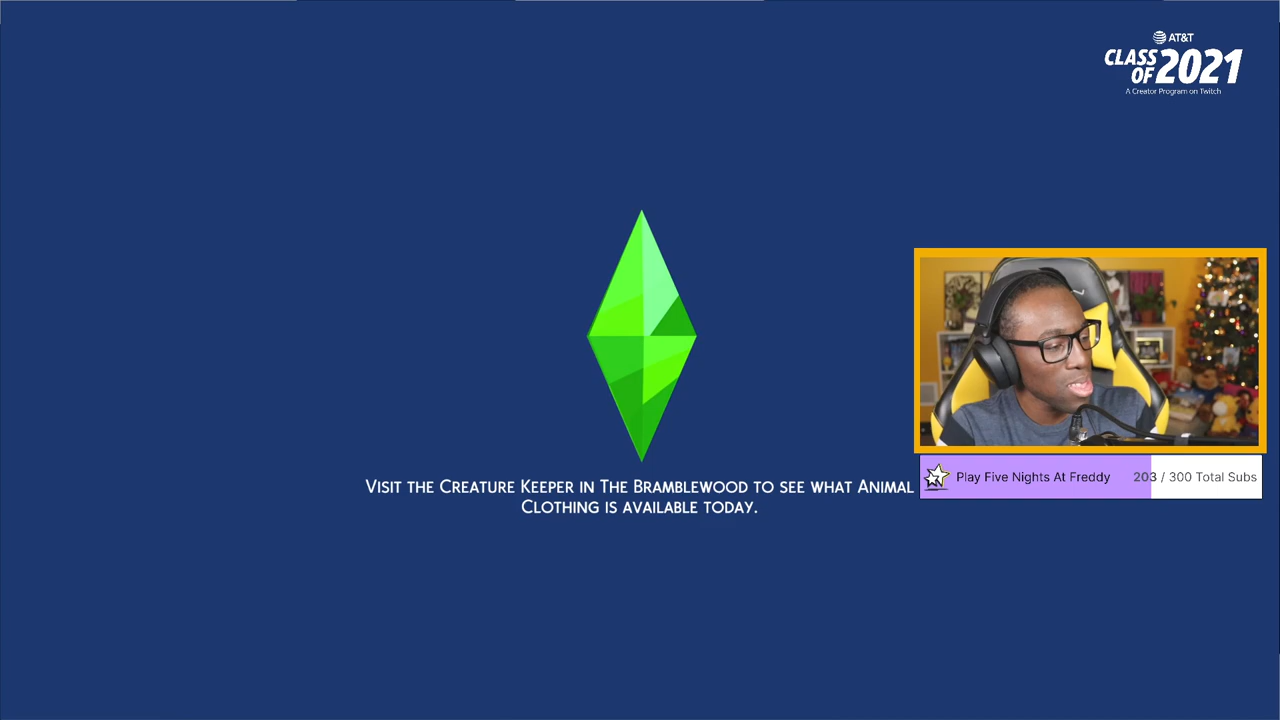 AT&T
CLASS
OF 2021
A Creator Program on Twitch
VISIT THE CREATURE KEEPER IN THE BRAMBLEWOOD TO SEE WHAT ANIMAL
CLOTHING IS AVAILABLE TODAY.
Play Five Nights At Freddy 203 / 300 Total Subs